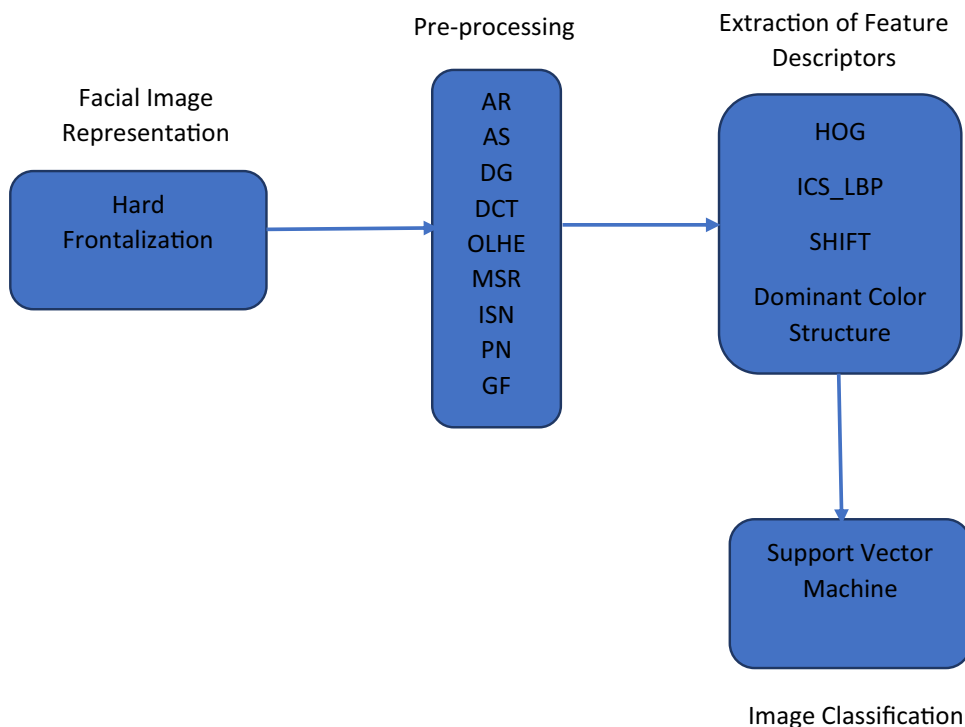 Facial Image
Representation
Hard
Frontalization
Pre-processing
AR
AS
DG
DCT
OLHE
MSR
ISN
PN
GF
Extraction of Feature
Descriptors
HOG
ICS_LBP
SHIFT
Dominant Color
Structure
Support Vector
Machine
Image Classification